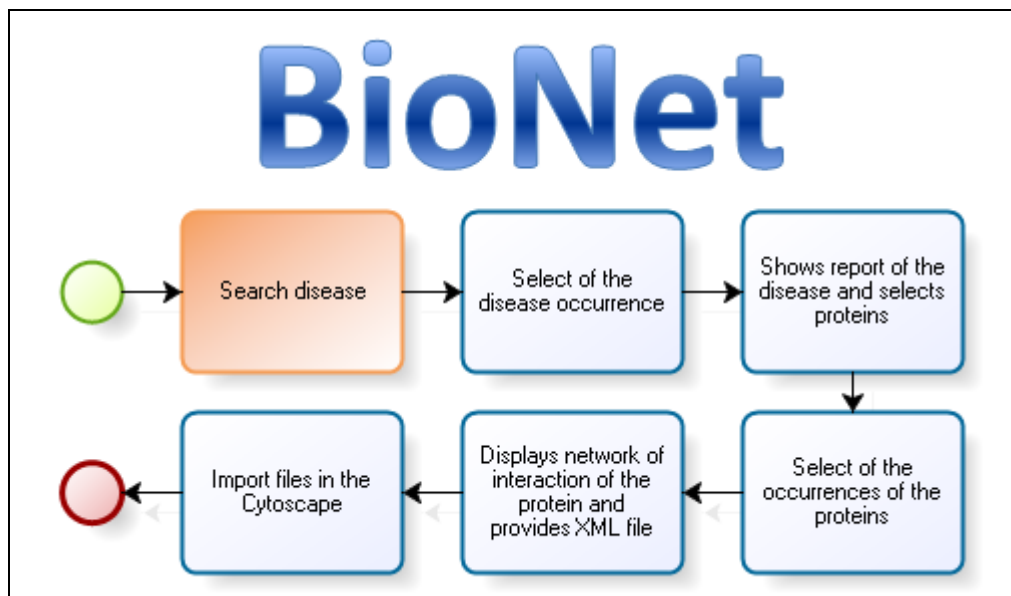 BioNet
Search disease
Select of the
disease occurrence
Shows report of the
disease and selects
proteins
Select of the
occurrences of the
proteins
Displays network of
interaction of the
protein and
provides XML file
Import files in the
Cytoscape